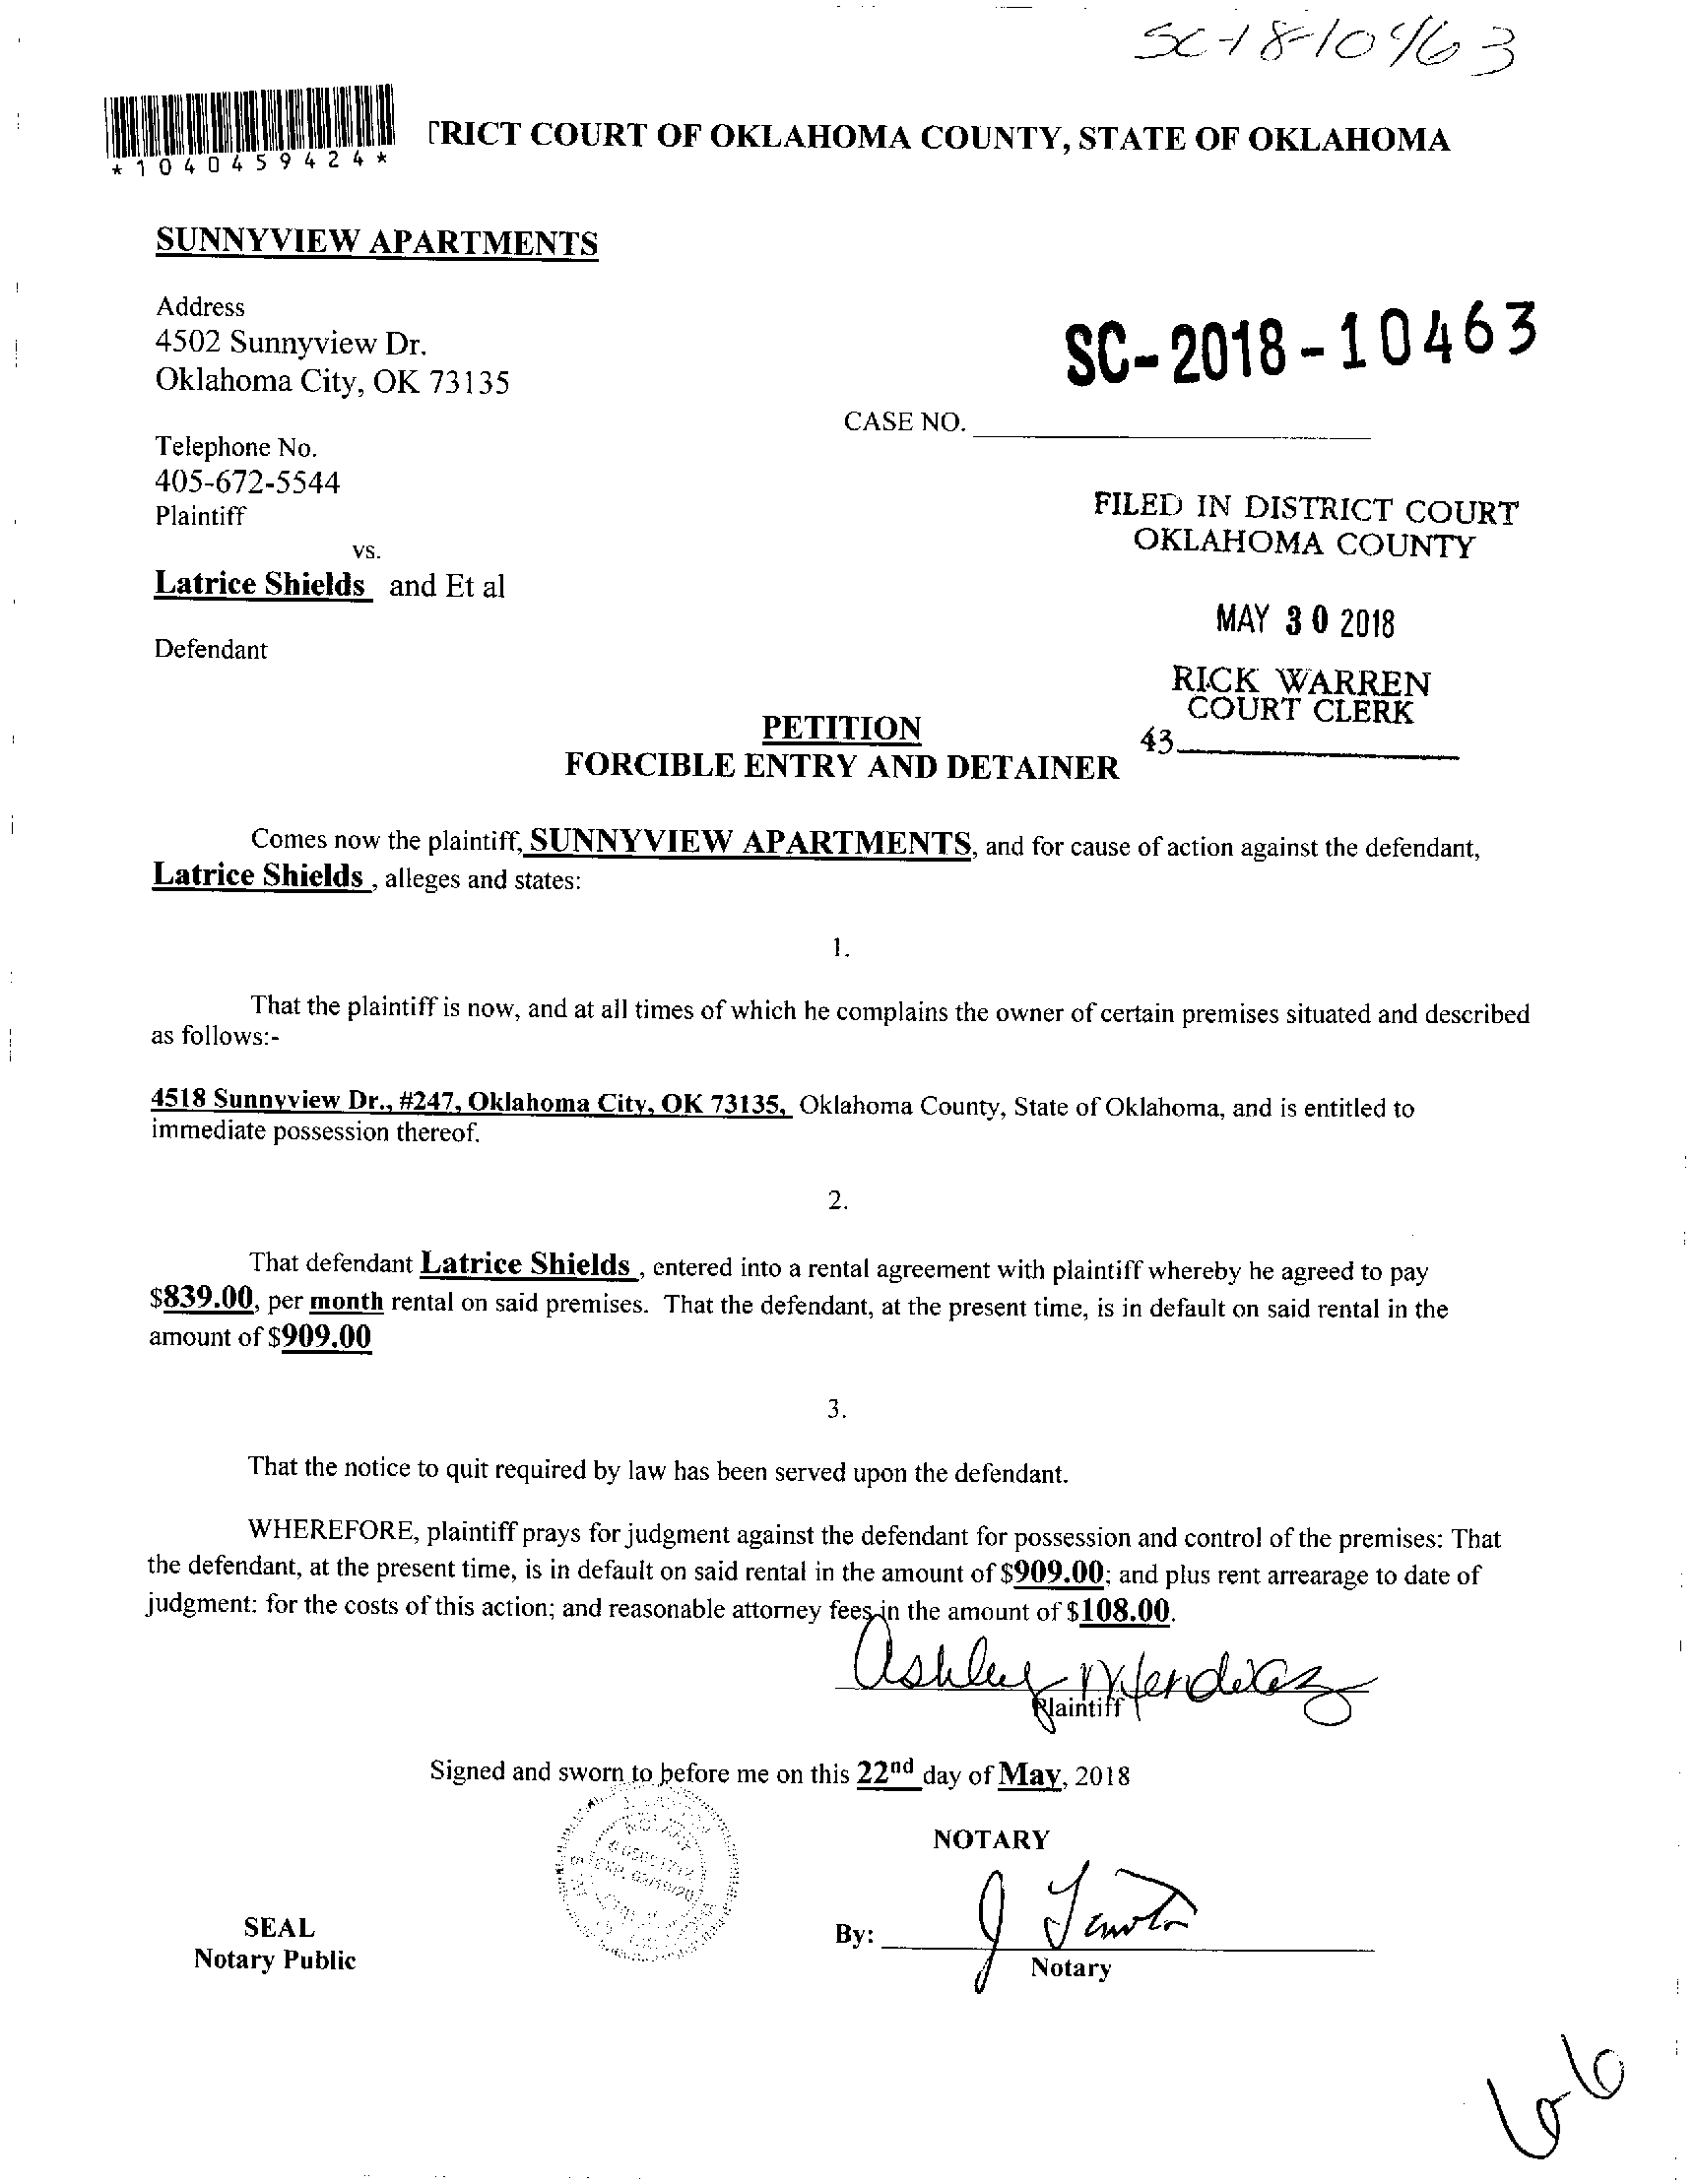 SC-18-10463
*1040459424*
TRICT COURT OF OKLAHOMA COUNTY, STATE OF OKLAHOMA
SUNNYVIEW APARTMENTS
Address
4502 Sunnyview Dr.
Oklahoma City, OK 73135
SC-2018-10463
CASE NO.
Telephone No.
405-672-5544
Plaintiff
FILED IN DISTRICT COURT
OKLAHOMA COUNTY
vs.
Latrice Shields and Et al
MAY 30 2018
Defendant
RICK WARREN
COURT CLERK
43
PETITION
FORCIBLE ENTRY AND DETAINER
Comes now the plaintiff, SUNNYVIEW APARTMENTS, and for cause of action against the defendant,
Latrice Shields , alleges and states:
1.
That the plaintiff is now, and at all times of which he complains the owner of certain premises situated and described
as follows:-
4518 Sunnyview Dr., #247, Oklahoma City, OK 73135, Oklahoma County, State of Oklahoma, and is entitled to
immediate possession thereof.
2.
That defendant Latrice Shields , entered into a rental agreement with plaintiff whereby he agreed to pay
$839.00, per month rental on said premises. That the defendant, at the present time, is in default on said rental in the
amount of $909.00
3.
That the notice to quit required by law has been served upon the defendant.
WHEREFORE, plaintiff prays for judgment against the defendant for possession and control of the premises: That
the defendant, at the present time, is in default on said rental in the amount of $909.00; and plus rent arrearage to date of
judgment: for the costs of this action; and reasonable attorney fees in the amount of $108.00.
Ashley Mendez
Plaintiff
Signed and sworn to before me on this 22nd day of May, 2018
NOTARY
SEAL
Notary Public
By:
Notary
6-6